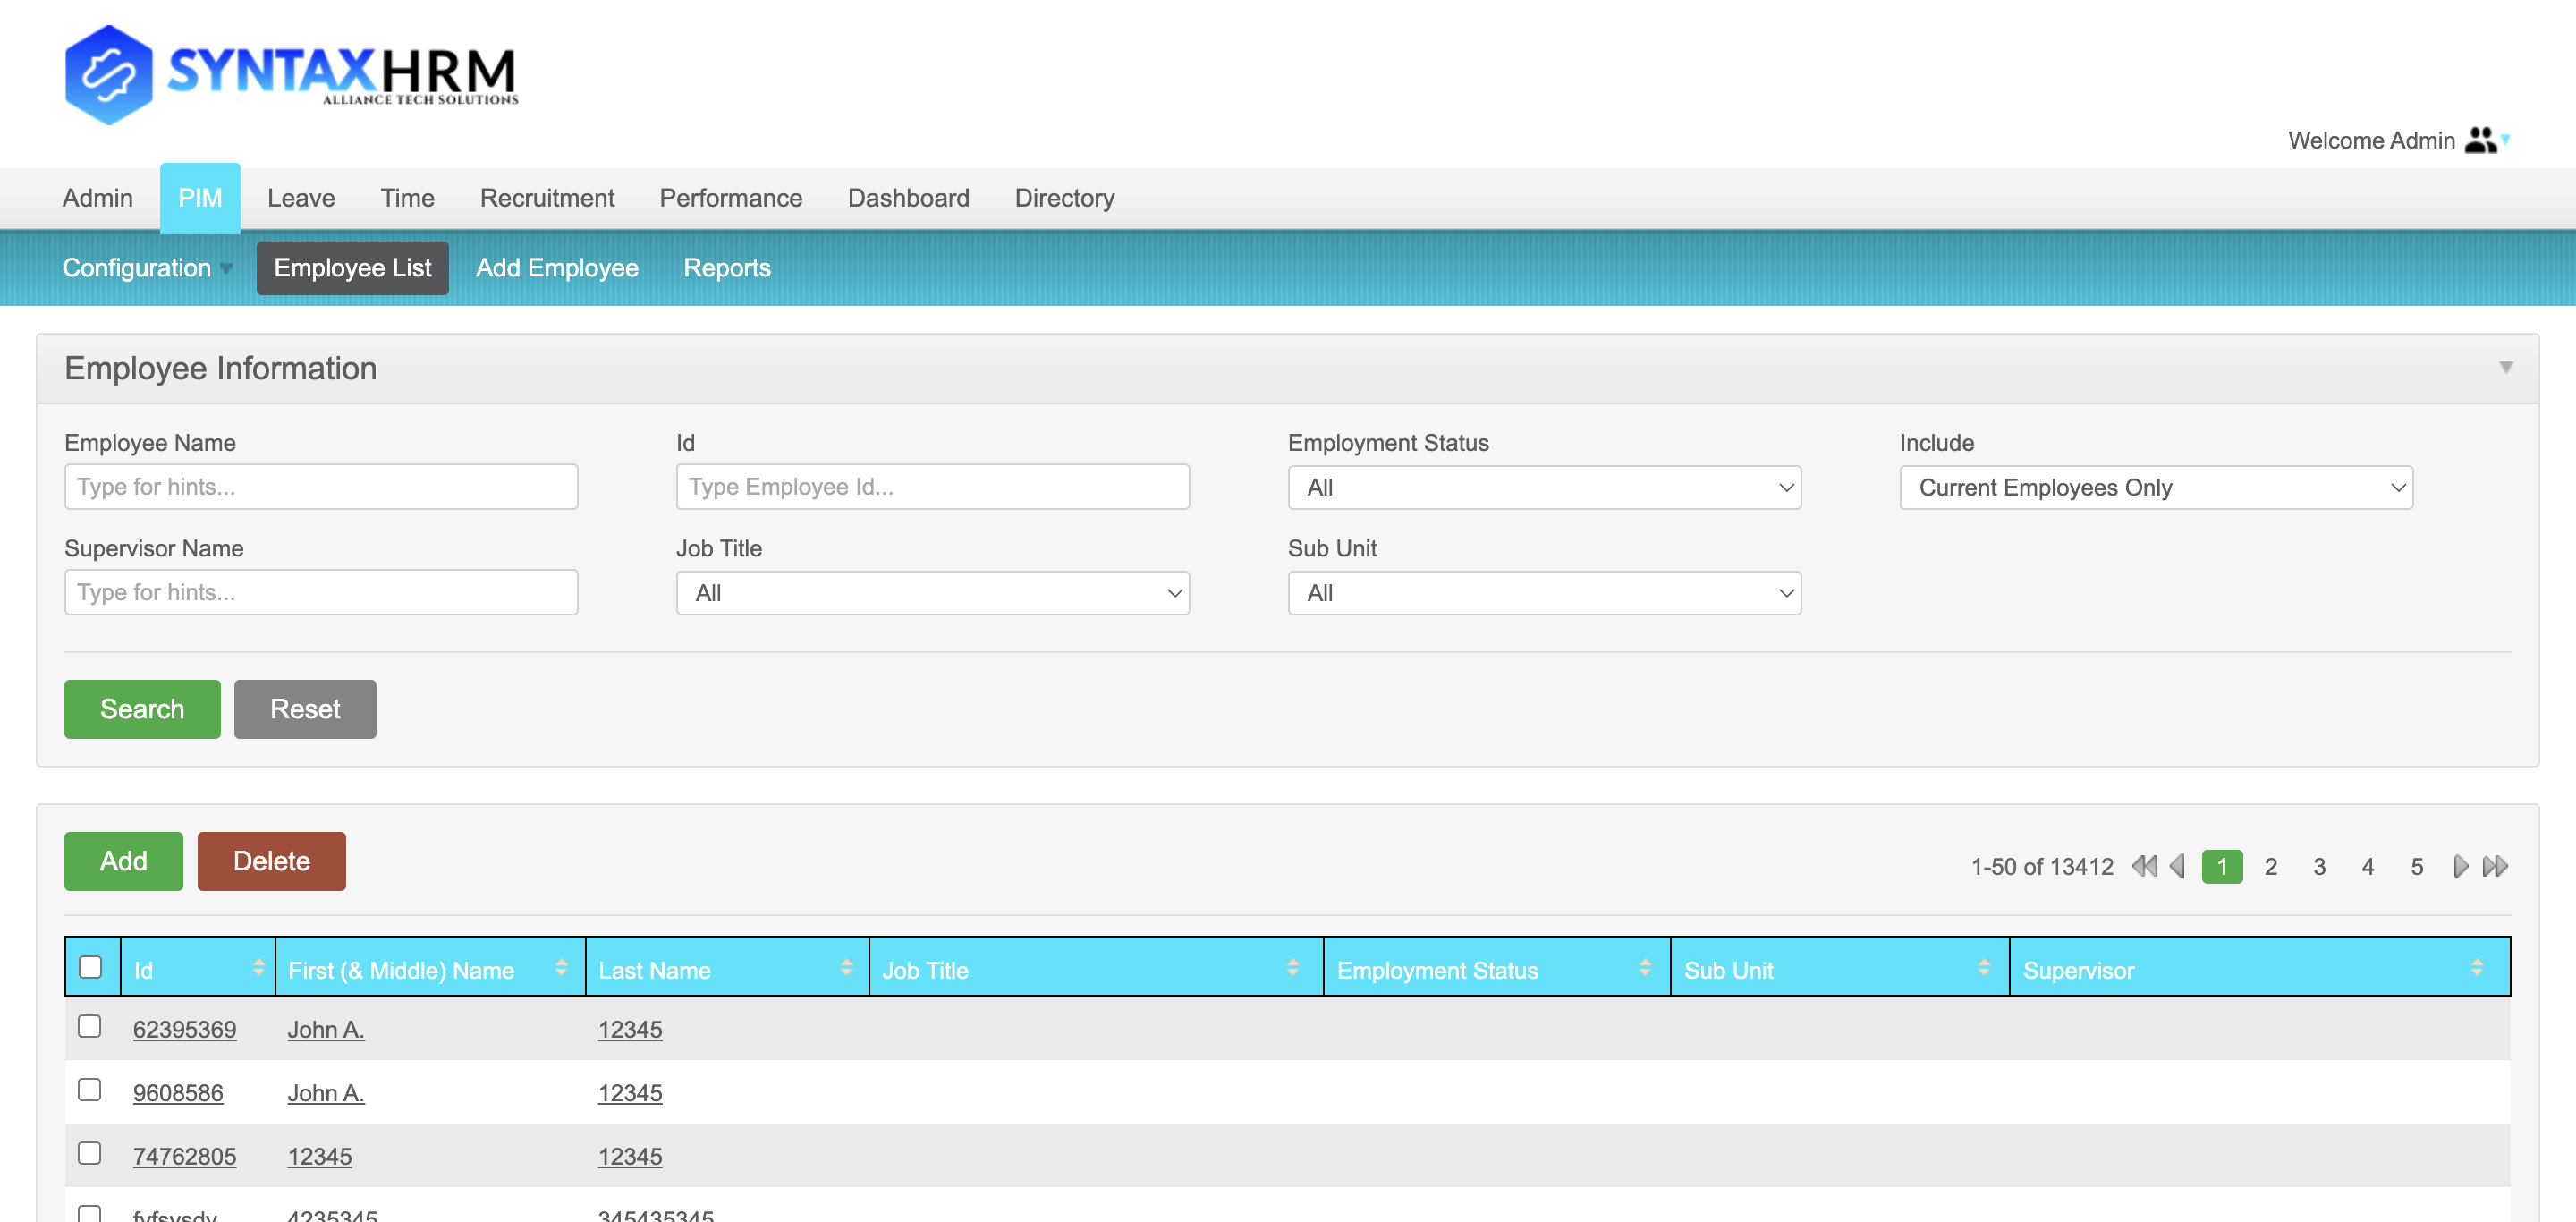 SYNTAXHRM
ALLIANCE TECH SOLUTIONS
Welcome Admin
Admin PIM Leave Time Recruitment Performance Dashboard Directory
Configuration Employee List Add Employee Reports
Employee Information
Employee Name Id Employment Status Include
Type for hints... Type Employee Id... All Current Employees Only
Supervisor Name Job Title Sub Unit
Type for hints... All All
Search Reset
Add Delete 1-50 of 13412 1 2 3 4 5
Id First (& Middle) Name Last Name Job Title Employment Status Sub Unit Supervisor
62395369 John A. 12345
9608586 John A. 12345
74762805 12345 12345
4235345 345435345